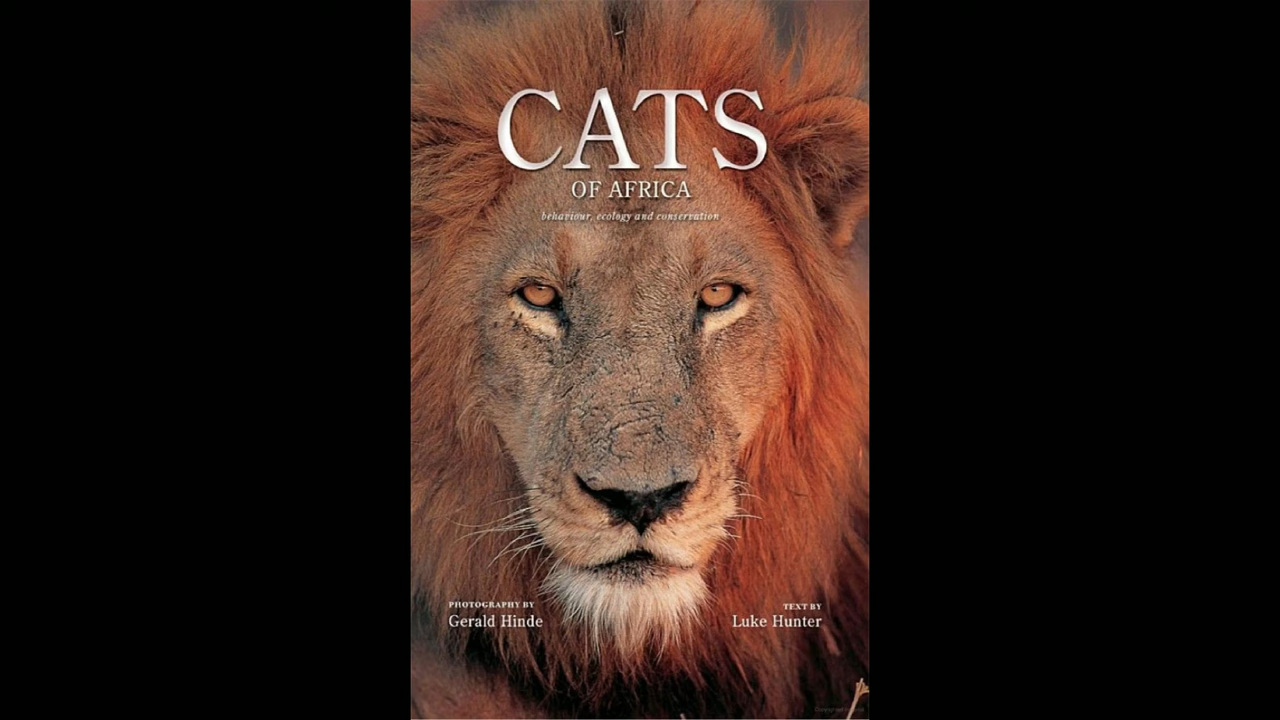 CATS
OF AFRICA
behaviour, ecology and conservation
PHOTOGRAPHY BY
Gerald Hinde
TEXT BY
Luke Hunter